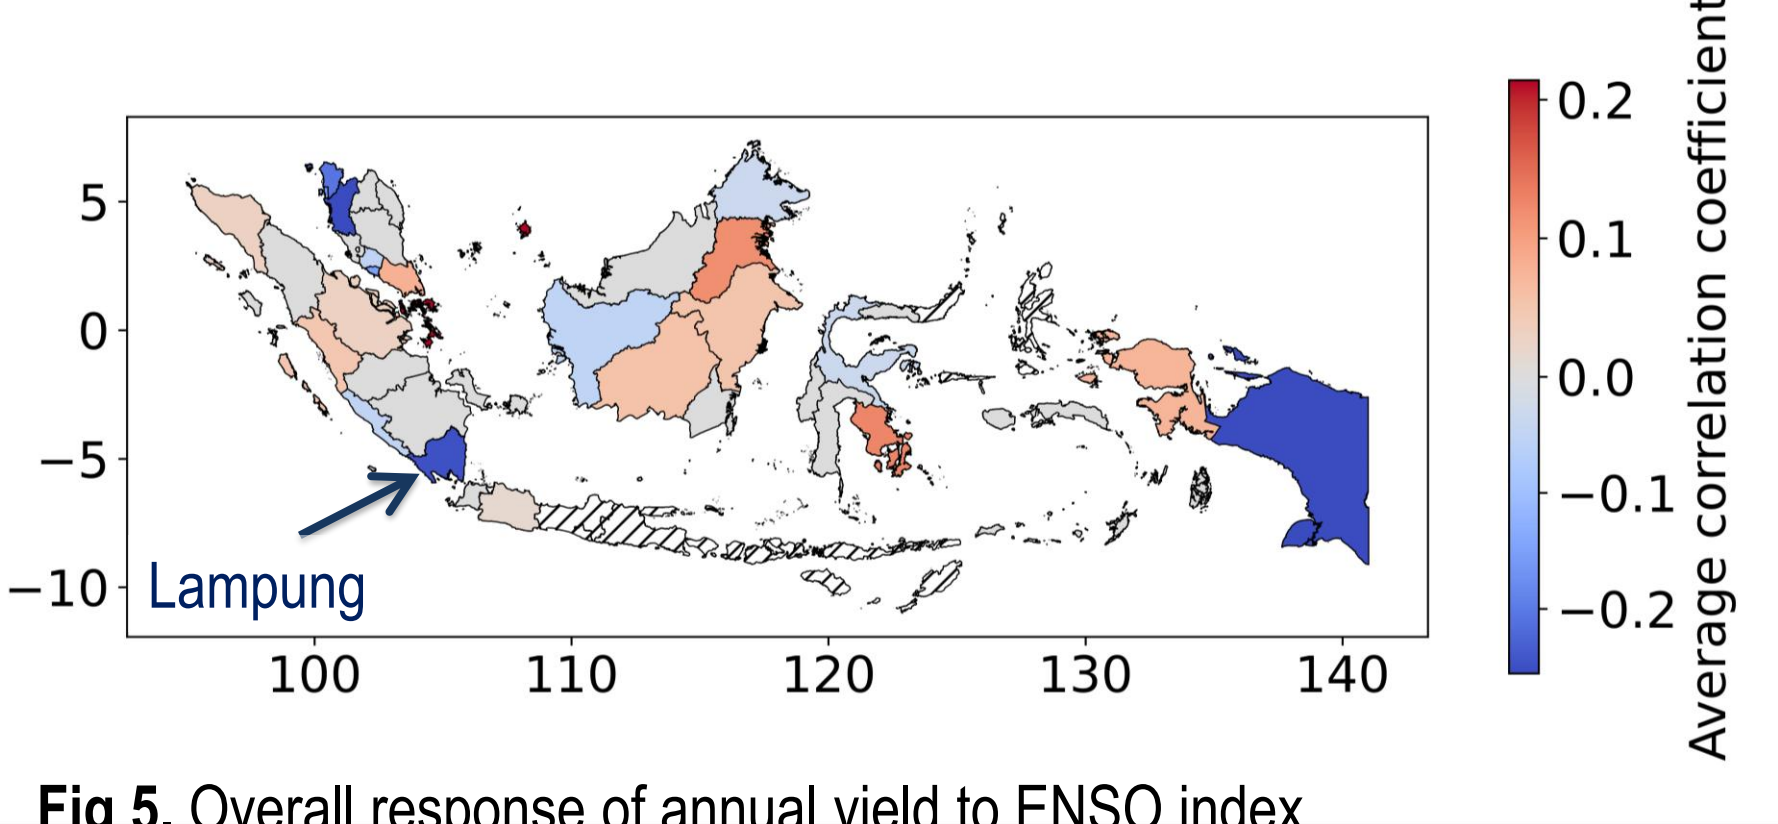 5
0
−5
−10
Lampung
100 110 120 130 140
0.2
0.1
0.0
−0.1
−0.2
Average correlation coefficient
Fig 5. Overall response of annual yield to ENSO index